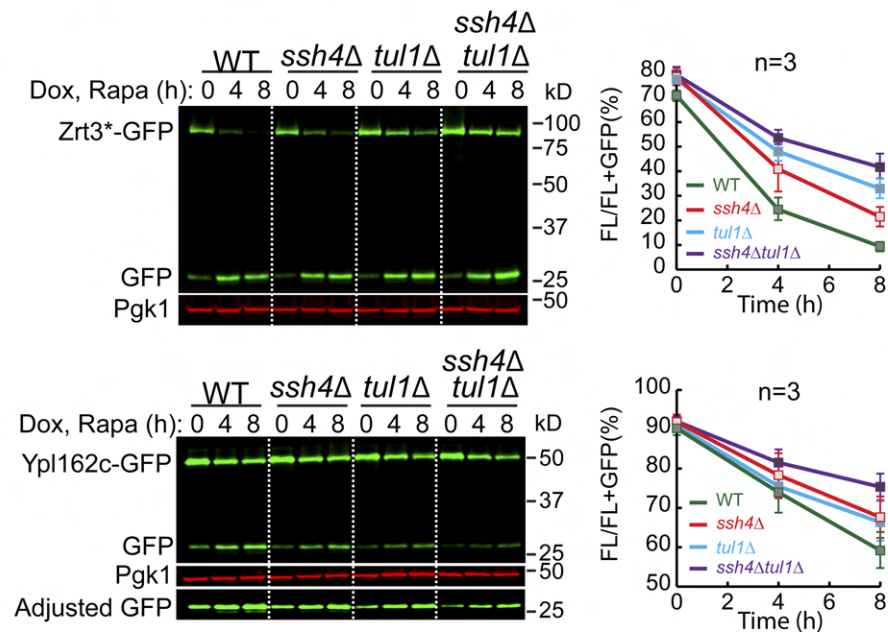 ssh4Δ
WT ssh4Δ tul1Δ tul1Δ
Dox, Rapa (h): 0 4 8 0 4 8 0 4 8 0 4 8 kD
Zrt3*-GFP
-100
-75
-50
-37
GFP
-25
Pgk1
-50
n=3
FL/FL+GFP(%)
80
70
60
50
40
30
20
10
0
WT
ssh4Δ
tul1Δ
ssh4Δtul1Δ
0 4 8
Time (h)
ssh4Δ
WT ssh4Δ tul1Δ tul1Δ
Dox, Rapa (h): 0 4 8 0 4 8 0 4 8 0 4 8 kD
Ypl162c-GFP
-50
-37
GFP
-25
Pgk1
-50
Adjusted GFP
-25
n=3
FL/FL+GFP(%)
100
90
80
70
60
50
WT
ssh4Δ
tul1Δ
ssh4Δtul1Δ
0 4 8
Time (h)